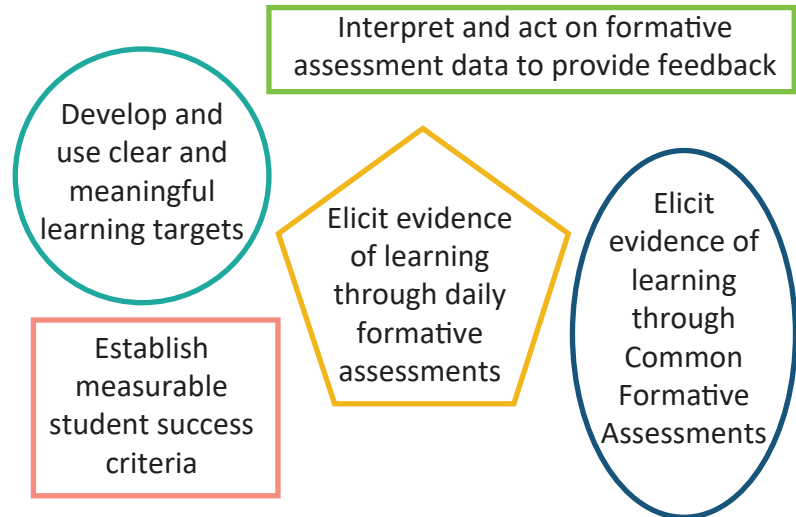 Interpret and act on formative
assessment data to provide feedback
Develop and
use clear and
meaningful
learning targets
Elicit evidence
of learning
through daily
formative
assessments
Elicit
evidence of
learning
through
Common
Formative
Assessments
Establish
measurable
student success
criteria